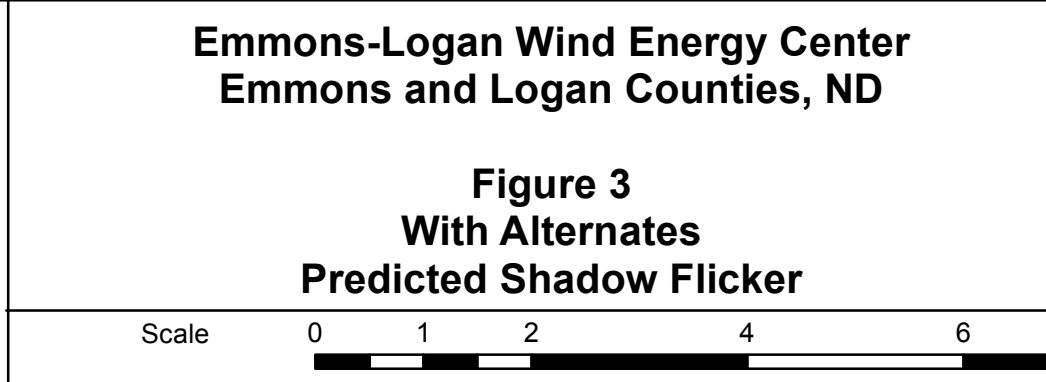 Emmons-Logan Wind Energy Center
Emmons and Logan Counties, ND
Figure 3
With Alternates
Predicted Shadow Flicker
Scale 0 1 2 4 6